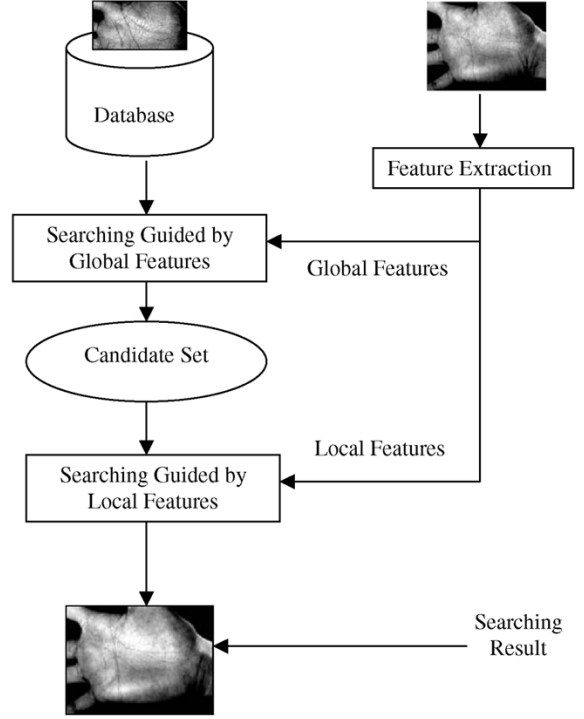 Database
Feature Extraction
Searching Guided by
Global Features
Global Features
Candidate Set
Local Features
Searching Guided by
Local Features
Searching
Result